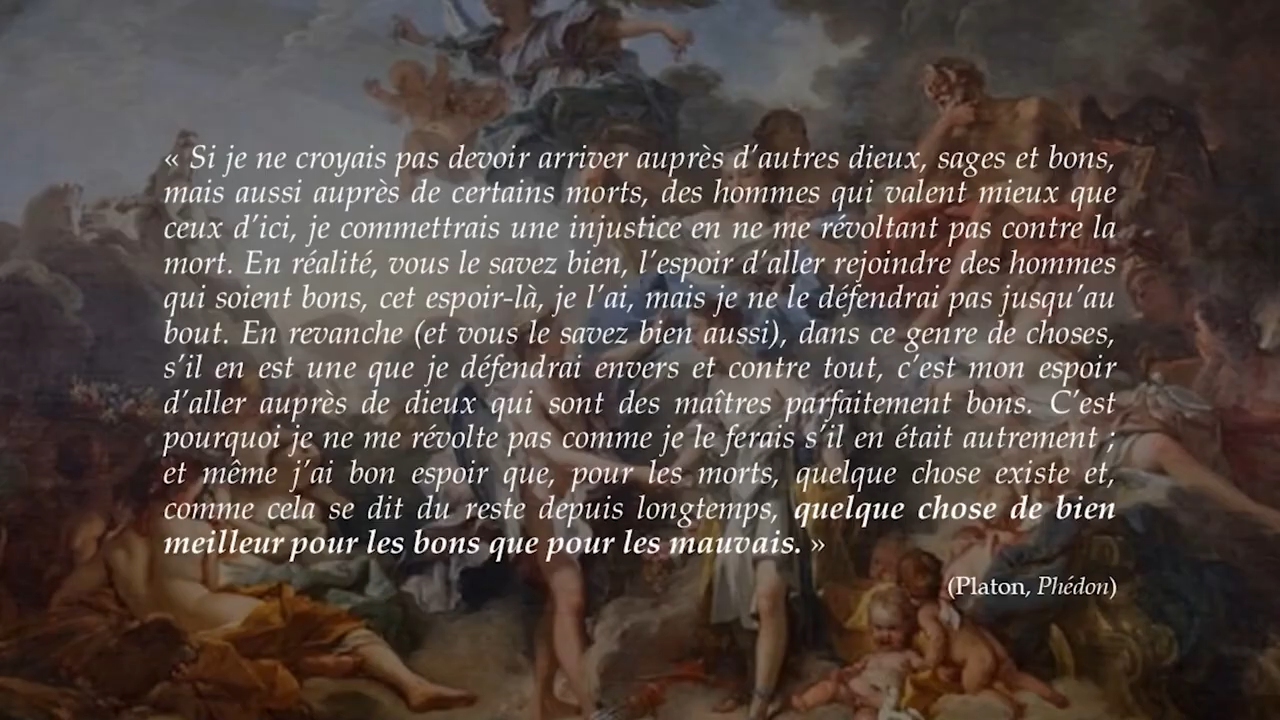 « Si je ne croyais pas devoir arriver auprès d’autres dieux, sages et bons,
mais aussi auprès de certains morts, des hommes qui valent mieux que
ceux d’ici, je commettrais une injustice en ne me révoltant pas contre la
mort. En réalité, vous le savez bien, l’espoir d’aller rejoindre des hommes
qui soient bons, cet espoir-là, je l’ai, mais je ne le défendrai pas jusqu’au
bout. En revanche (et vous le savez bien aussi), dans ce genre de choses,
s’il en est une que je défendrai envers et contre tout, c’est mon espoir
d’aller auprès de dieux qui sont des maîtres parfaitement bons. C’est
pourquoi je ne me révolte pas comme je le ferais s’il en était autrement ;
et même j’ai bon espoir que, pour les morts, quelque chose existe et,
comme cela se dit du reste depuis longtemps, quelque chose de bien
meilleur pour les bons que pour les mauvais. »
(Platon, Phédon)